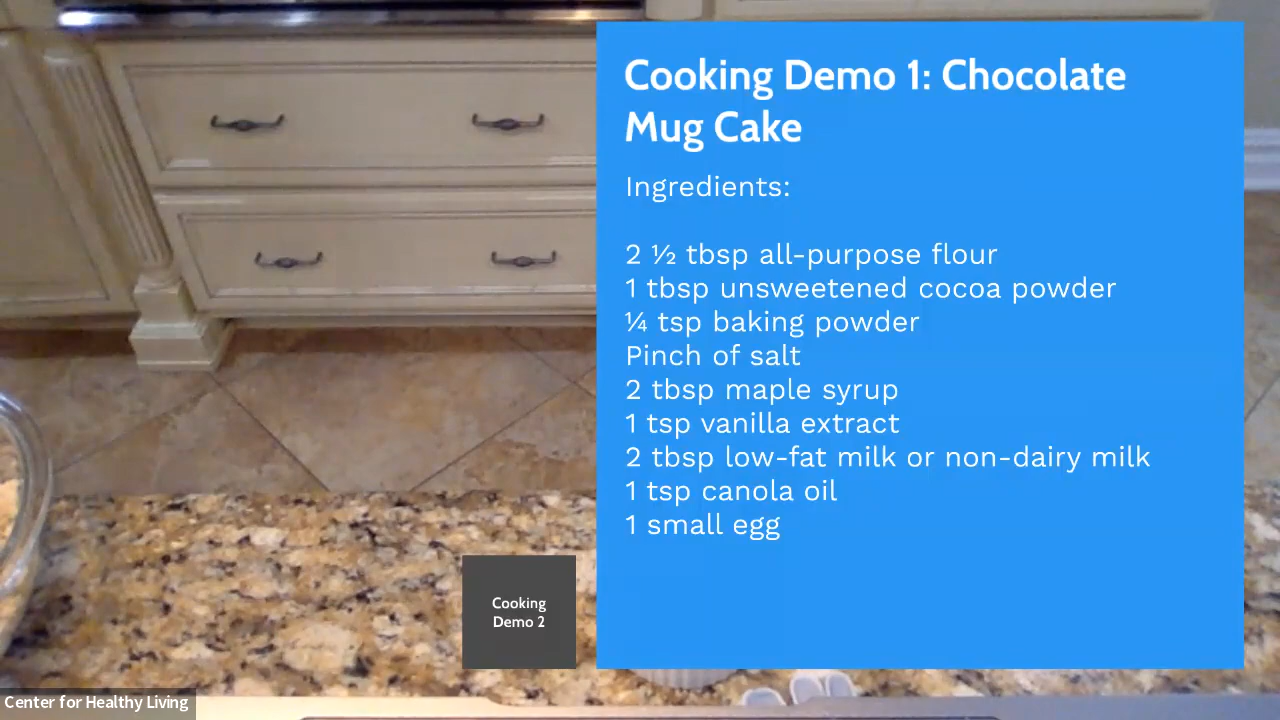 Cooking Demo 1: Chocolate
Mug Cake
Ingredients:
2 ½ tbsp all-purpose flour
1 tbsp unsweetened cocoa powder
¼ tsp baking powder
Pinch of salt
2 tbsp maple syrup
1 tsp vanilla extract
2 tbsp low-fat milk or non-dairy milk
1 tsp canola oil
1 small egg
Cooking
Demo 2
Center for Healthy Living